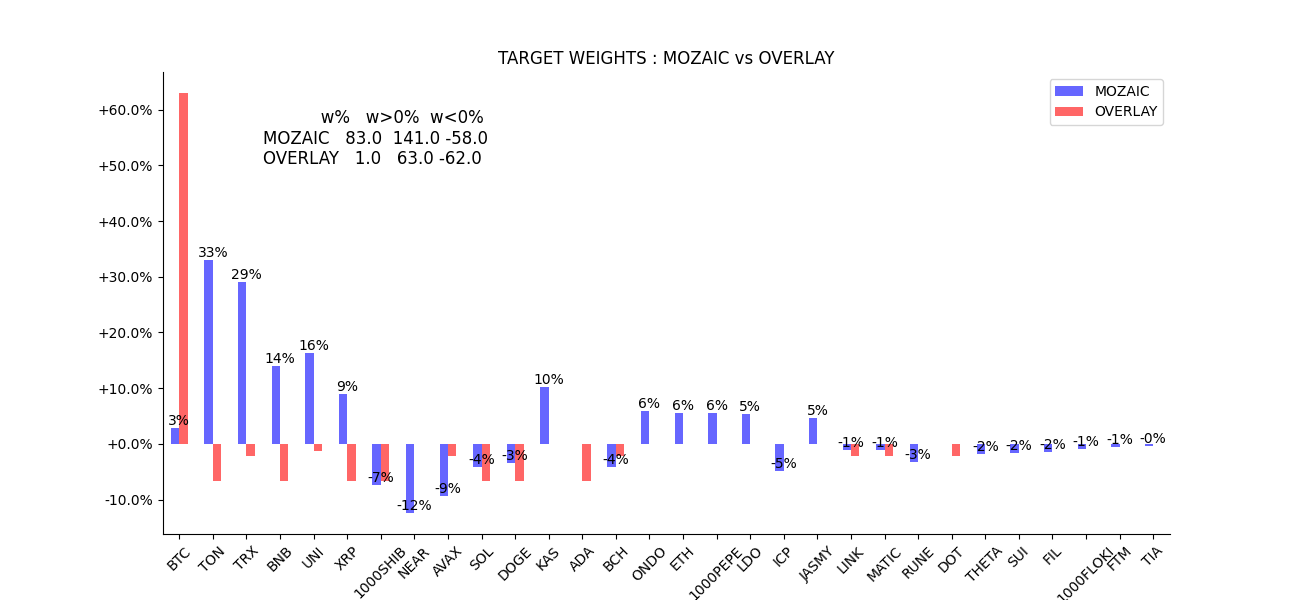 TARGET WEIGHTS : MOZAIC vs OVERLAY
MOZAIC
OVERLAY
w% w>0% w<0%
MOZAIC 83.0 141.0 -58.0
OVERLAY 1.0 63.0 -62.0
+60.0%
+50.0%
+40.0%
+30.0%
+20.0%
+10.0%
+0.0%
-10.0%
3%
33%
29%
14%
16%
9%
-7%
-12%
-9%
-4%
-3%
10%
-4%
6%
6%
6%
5%
-5%
5%
-1%
-1%
-3%
-2%
-2%
-2%
-1%
-1%
-0%
BTC
TON
TRX
BNB
UNI
XRP
1000SHIB
NEAR
AVAX
SOL
DOGE
KAS
ADA
BCH
ONDO
ETH
1000PEPE
LDO
ICP
JASMY
LINK
MATIC
RUNE
DOT
THETA
SUI
FIL
1000FLOKI
FTM
TIA